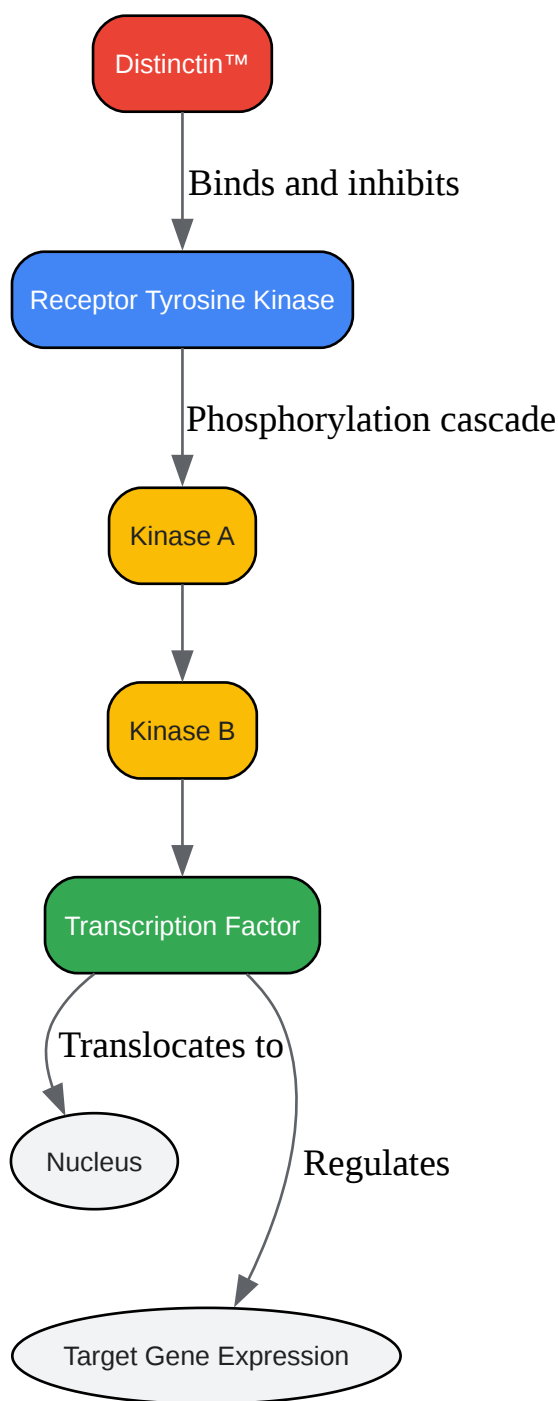 Distinctin™
Binds and inhibits
Receptor Tyrosine Kinase
Phosphorylation cascade
Kinase A
Kinase B
Transcription Factor
Translocates to
Nucleus
Regulates
Target Gene Expression